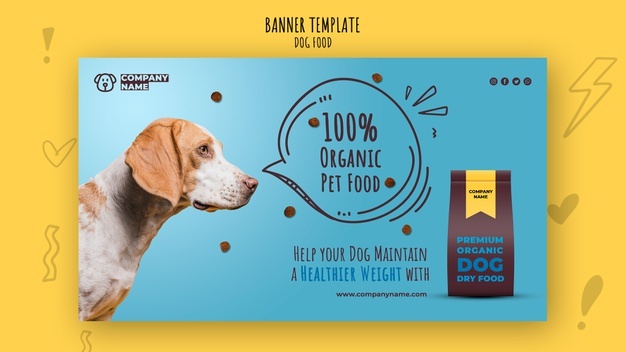 BANNER TEMPLATE
DOG FOOD
COMPANY
NAME
100%
ORGANIC
PET FOOD
COMPANY
NAME
PREMIUM
ORGANIC
DOG
DRY FOOD
HELP YOUR DOG MAINTAIN
A HEALTHIER WEIGHT WITH
www.companyname.com